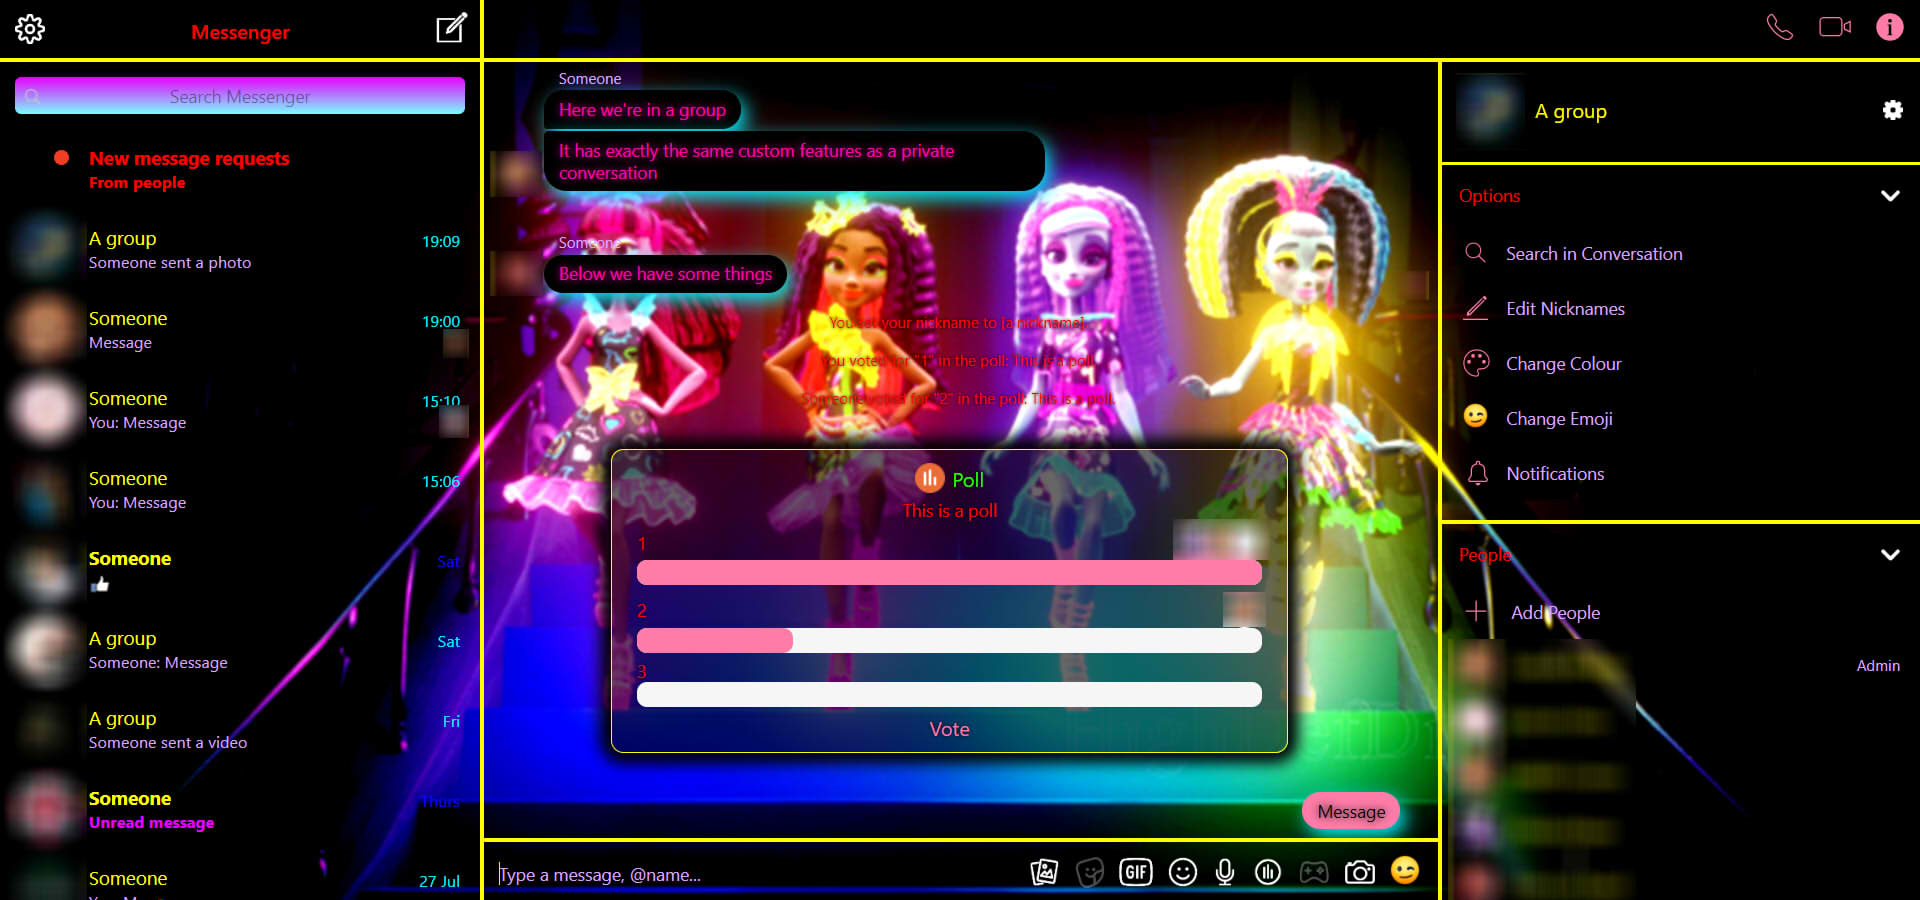 Messenger
Search Messenger
New message requests
From people
A group
19:09
Someone sent a photo
Someone
19:00
Message
Someone
15:10
You: Message
Someone
15:06
You: Message
Someone
Sat
A group
Sat
Someone: Message
A group
Fri
Someone sent a video
Someone
Thurs
Unread message
Someone
27 Jul
Someone
Here we're in a group
It has exactly the same custom features as a private
conversation
Someone
Below we have some things
You set your nickname to [a nickname].
You voted for "1" in the poll: This is a poll.
Someone voted for "2" in the poll: This is a poll.
Poll
This is a poll
1
2
3
Vote
Message
Type a message, @name...
GIF
A group
Options
Search in Conversation
Edit Nicknames
Change Colour
Change Emoji
Notifications
People
Add People
Admin